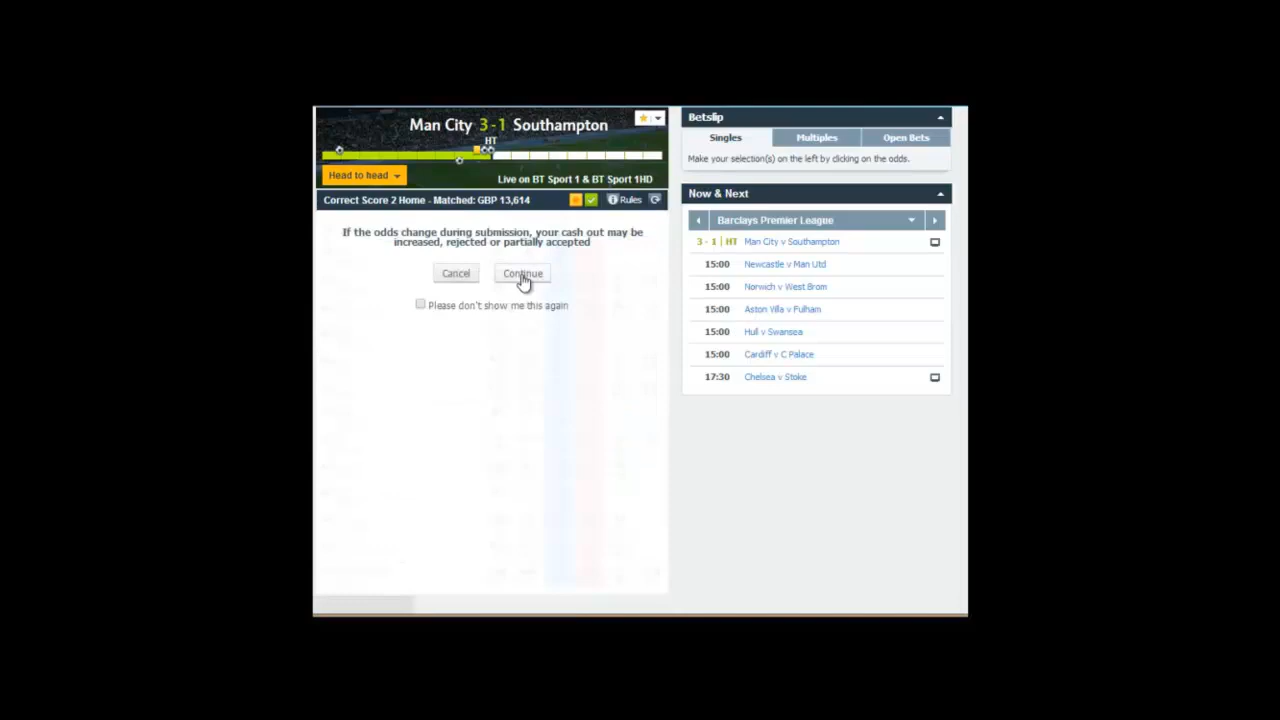 Man City 3-1 Southampton
HT
Head to head
Live on BT Sport 1 & BT Sport 1HD
Correct Score 2 Home - Matched: GBP 13,614
Rules
If the odds change during submission, your cash out may be
increased, rejected or partially accepted
Cancel
Continue
Please don't show me this again
Betslip
Singles
Multiples
Open Bets
Make your selection(s) on the left by clicking on the odds.
Now & Next
Barclays Premier League
3 - 1 | HT Man City v Southampton
15:00 Newcastle v Man Utd
15:00 Norwich v West Brom
15:00 Aston Villa v Fulham
15:00 Hull v Swansea
15:00 Cardiff v C Palace
17:30 Chelsea v Stoke